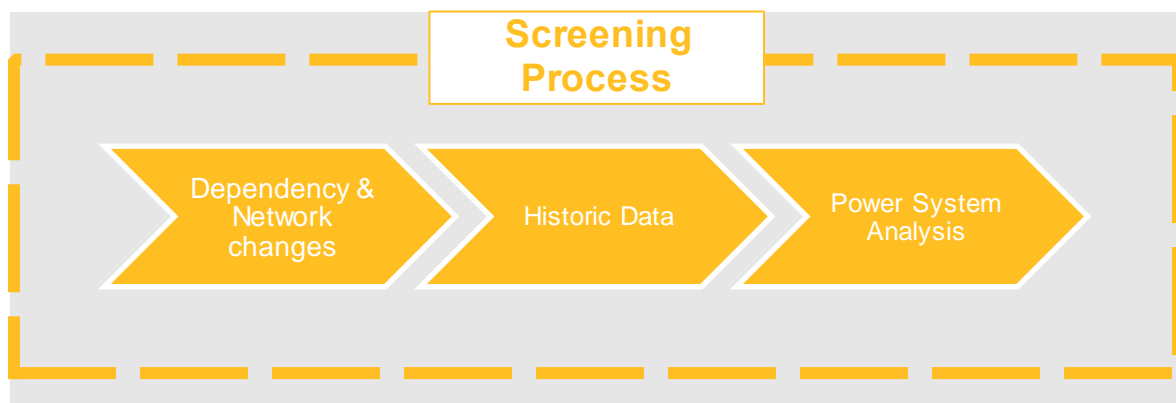 Screening
Process
Dependency &
Network
changes
Historic Data
Power System
Analysis